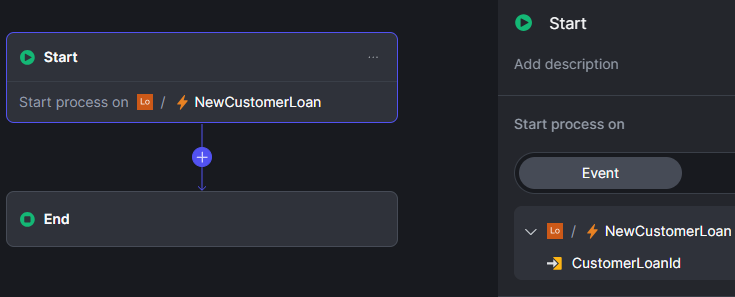 Start
Start process on Lo / NewCustomerLoan
End
Start
Add description
Start process on
Event
Lo / NewCustomerLoan
CustomerLoanId